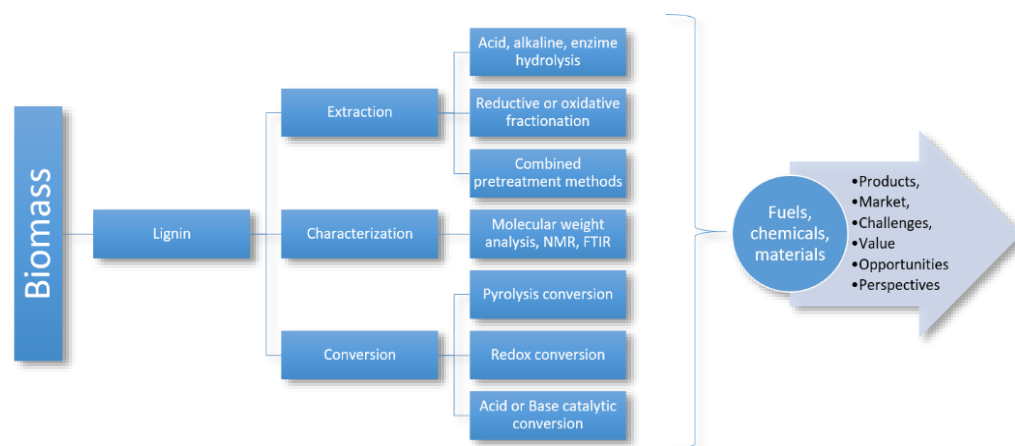 Biomass
Lignin
Extraction
Acid, alkaline, enzime
hydrolysis
Reductive or oxidative
fractionation
Combined
pretreatment methods
Characterization
Molecular weight
analysis, NMR, FTIR
Conversion
Pyrolysis conversion
Redox conversion
Acid or Base catalytic
conversion
Fuels,
chemicals,
materials
•Products,
•Market,
•Challenges,
•Value
•Opportunities
•Perspectives